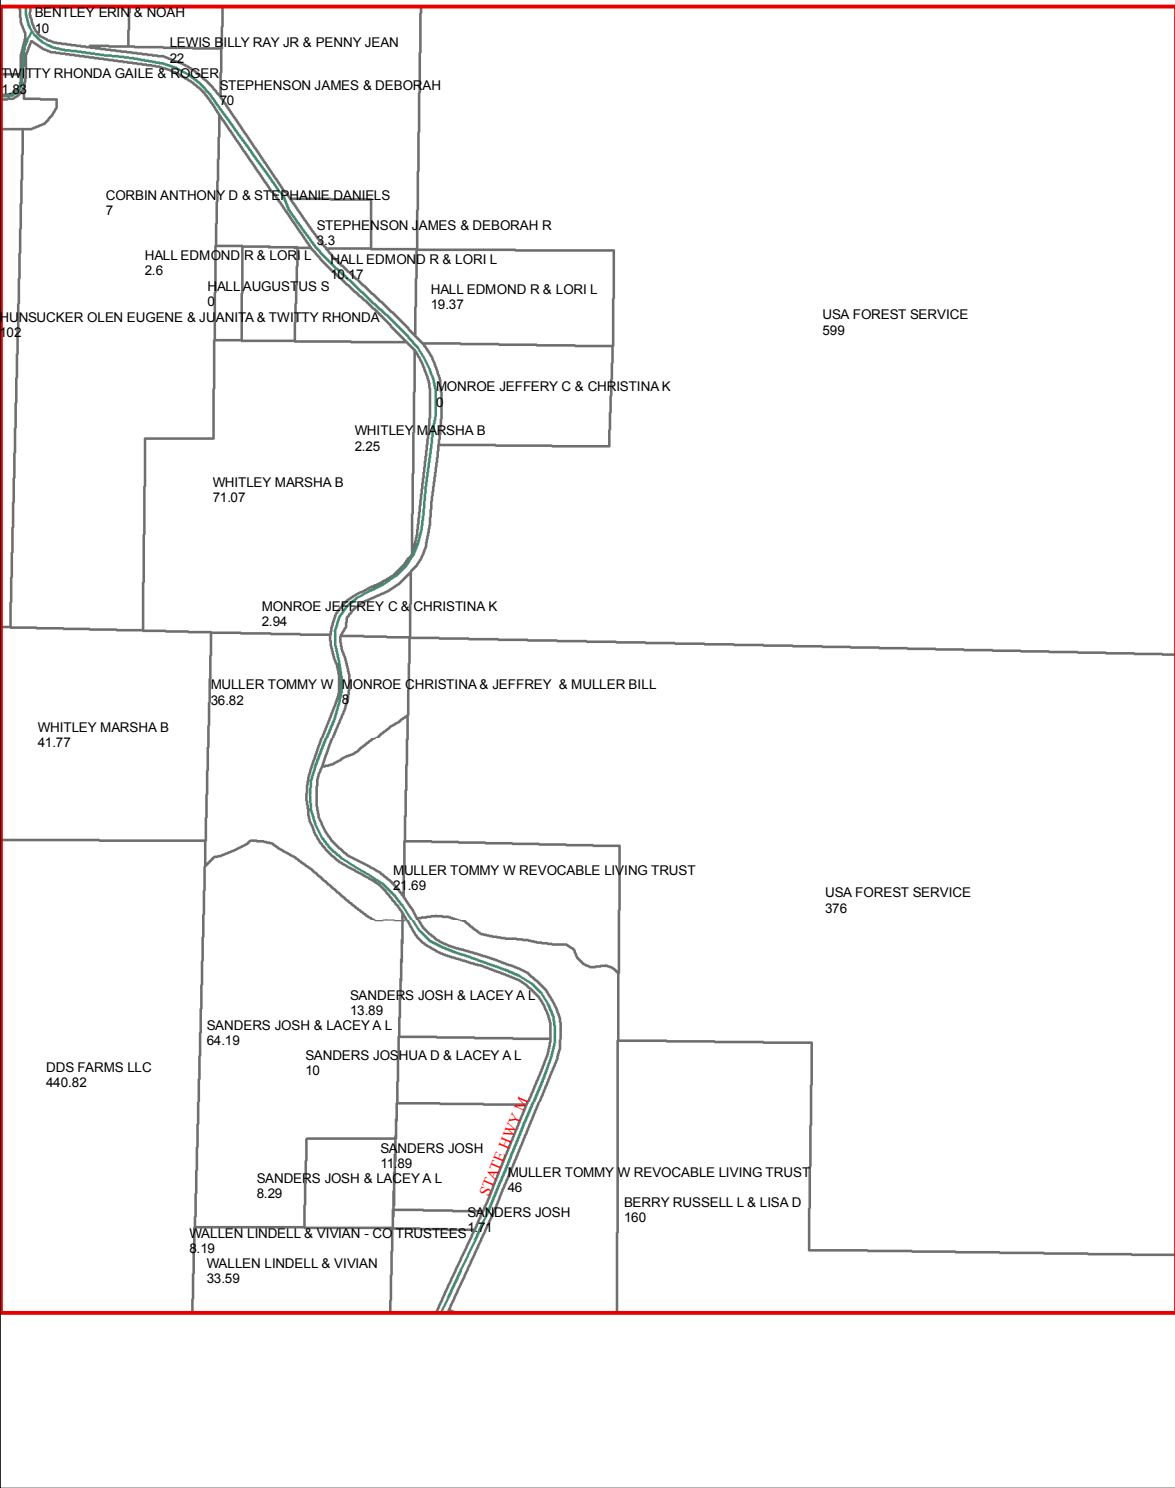 BENTLEY ERIN & NOAH
10
LEWIS BILLY RAY JR & PENNY JEAN
22
TWITTY RHONDA GAILE & ROGER
1.83
STEPHENSON JAMES & DEBORAH
70
CORBIN ANTHONY D & STEPHANIE DANIELS
7
STEPHENSON JAMES & DEBORAH R
3.3
HALL EDMOND R & LORI L
2.6
HALL EDMOND R & LORI L
10.17
HALL AUGUSTUS S
0
HALL EDMOND R & LORI L
19.37
HUNSUCKER OLEN EUGENE & JUANITA & TWITTY RHONDA
102
USA FOREST SERVICE
599
MONROE JEFFERY C & CHRISTINA K
0
WHITLEY MARSHA B
2.25
WHITLEY MARSHA B
71.07
MONROE JEFFREY C & CHRISTINA K
2.94
MULLER TOMMY W
36.82
MONROE CHRISTINA & JEFFREY & MULLER BILL
8
WHITLEY MARSHA B
41.77
MULLER TOMMY W REVOCABLE LIVING TRUST
21.69
USA FOREST SERVICE
376
SANDERS JOSH & LACEY A L
13.89
SANDERS JOSH & LACEY A L
64.19
SANDERS JOSHUA D & LACEY A L
10
DDS FARMS LLC
440.82
STATE HWY M
SANDERS JOSH
11.89
SANDERS JOSH & LACEY A L
8.29
MULLER TOMMY W REVOCABLE LIVING TRUST
46
BERRY RUSSELL L & LISA D
160
SANDERS JOSH
1.71
WALLEN LINDELL & VIVIAN - CO TRUSTEES
8.19
WALLEN LINDELL & VIVIAN
33.59